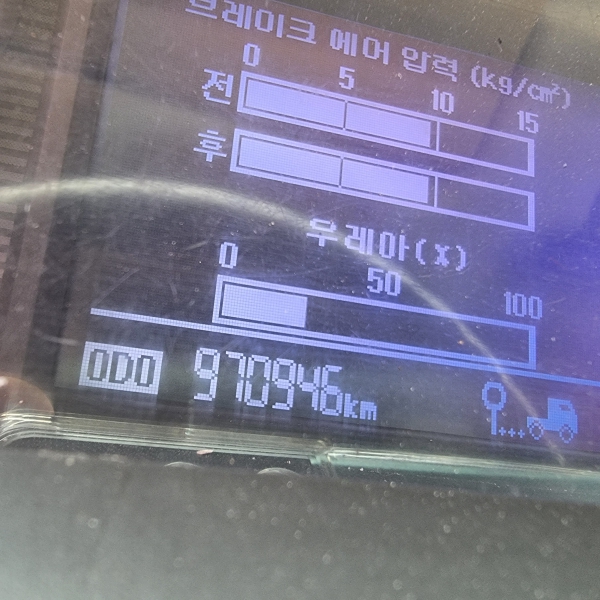 브레이크 에어 압력 (kg/cm²)
0 5 10 15
전
후
우레아(%)
0 50 100
ODO 970946km